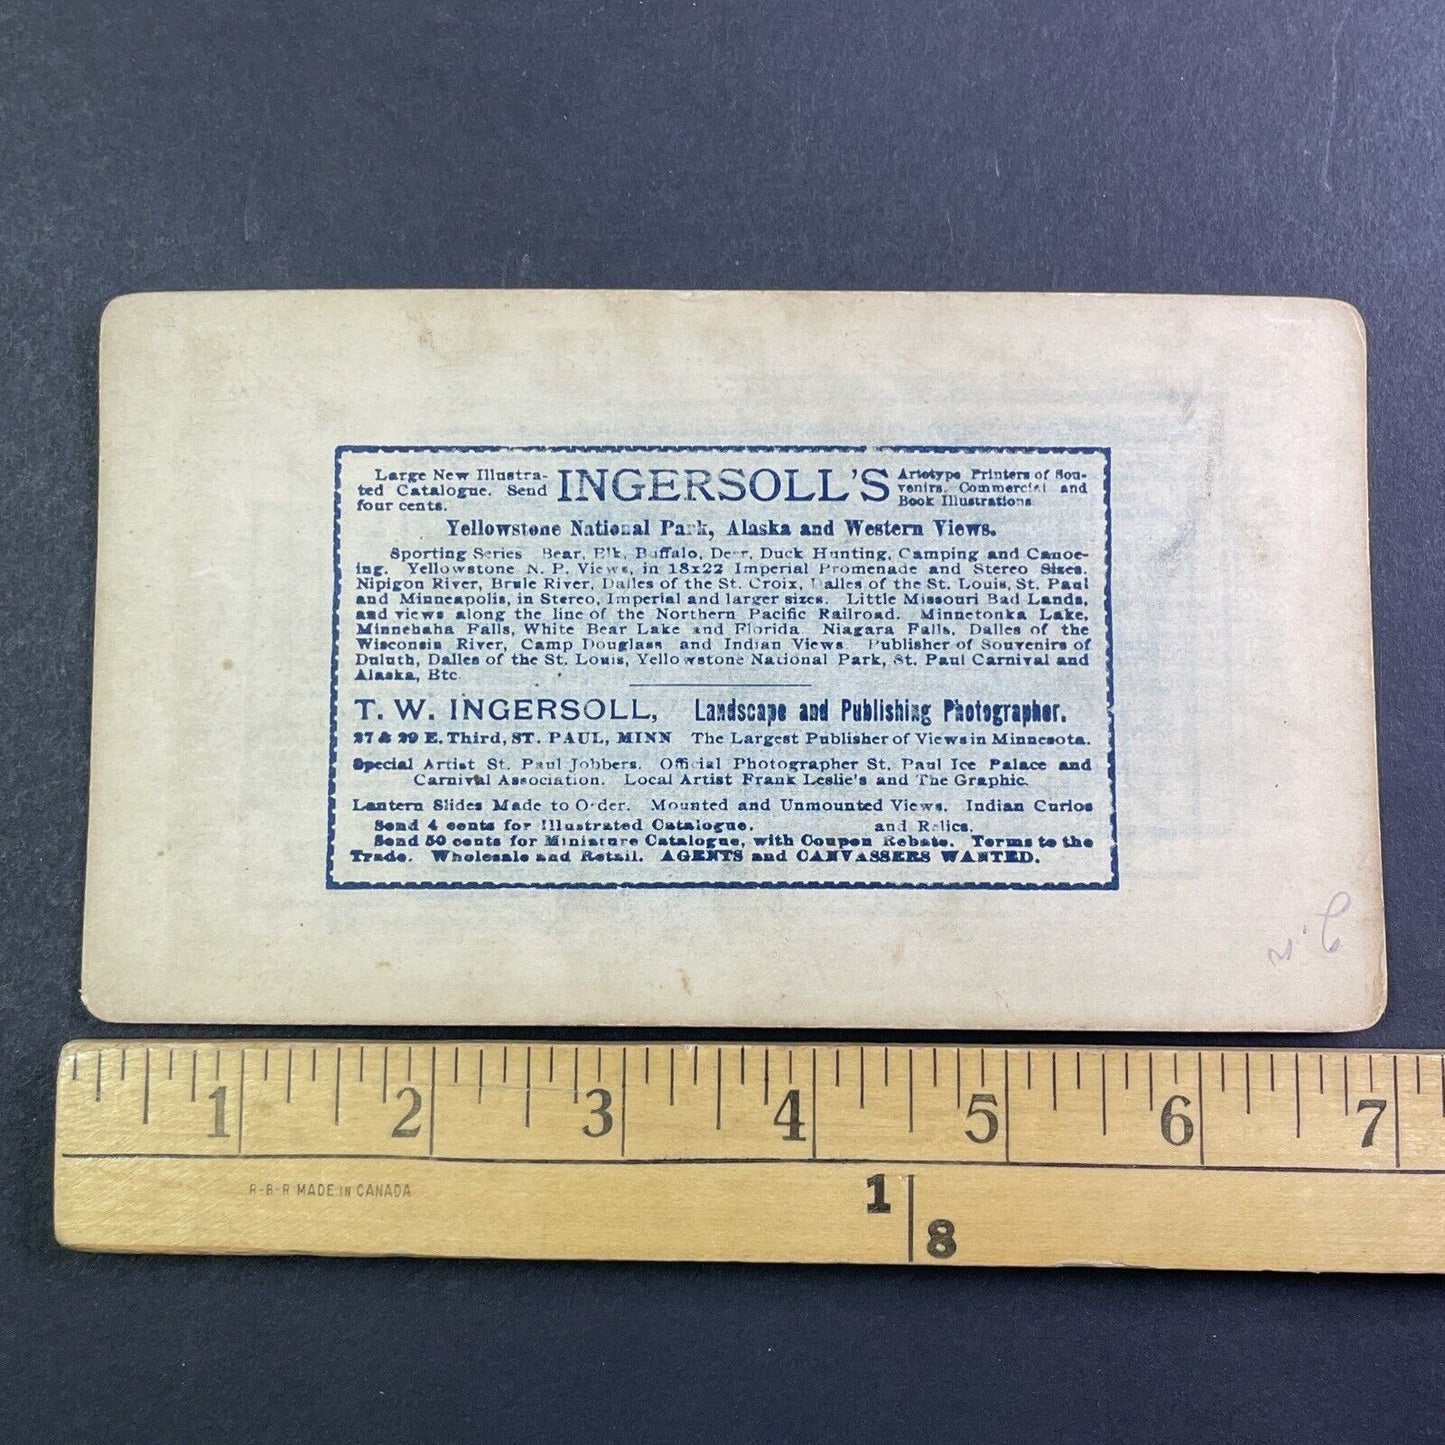 Large New Illustra-
ted Catalogue. Send
four cents.
INGERSOLL'S
Artotype Printers of Sou-
venirs, Commercial and
Book Illustrations
Yellowstone National Park, Alaska and Western Views.
Sporting Series Bear, Elk, Buffalo, Deer, Duck Hunting, Camping and Canoe-
ing. Yellowstone N. P. Views, in 18x22 Imperial Promenade and Stereo Sizes.
Nipigon River, Brule River, Dalles of the St. Croix, Dalles of the St. Louis, St. Paul
and Minneapolis, in Stereo, Imperial and larger sizes. Little Missouri Bad Lands,
and views along the line of the Northern Pacific Railroad. Minnetonka Lake,
Minnehaha Falls, White Bear Lake and Florida Niagara Falls, Dalles of the
Wisconsin River, Camp Douglass and Indian Views. Publisher of Souvenirs of
Duluth, Dalles of the St. Louis, Yellowstone National Park, St. Paul Carnival and
Alaska, Etc
T. W. INGERSOLL, Landscape and Publishing Photographer.
27 & 29 E. Third, ST. PAUL, MINN The Largest Publisher of Views in Minnesota.
Special Artist St. Paul Jobbers. Official Photographer St. Paul Ice Palace and
Carnival Association. Local Artist Frank Leslie's and The Graphic.
Lantern Slides Made to Order. Mounted and Unmounted Views. Indian Curios
Send 4 cents for Illustrated Catalogue. and Relics.
Send 50 cents for Miniature Catalogue, with Coupon Rebate. Terms to the
Trade. Wholesale and Retail. AGENTS and CANVASSERS WANTED.
1 2 3 4 5 6 7
R-B-R MADE IN CANADA
1 8